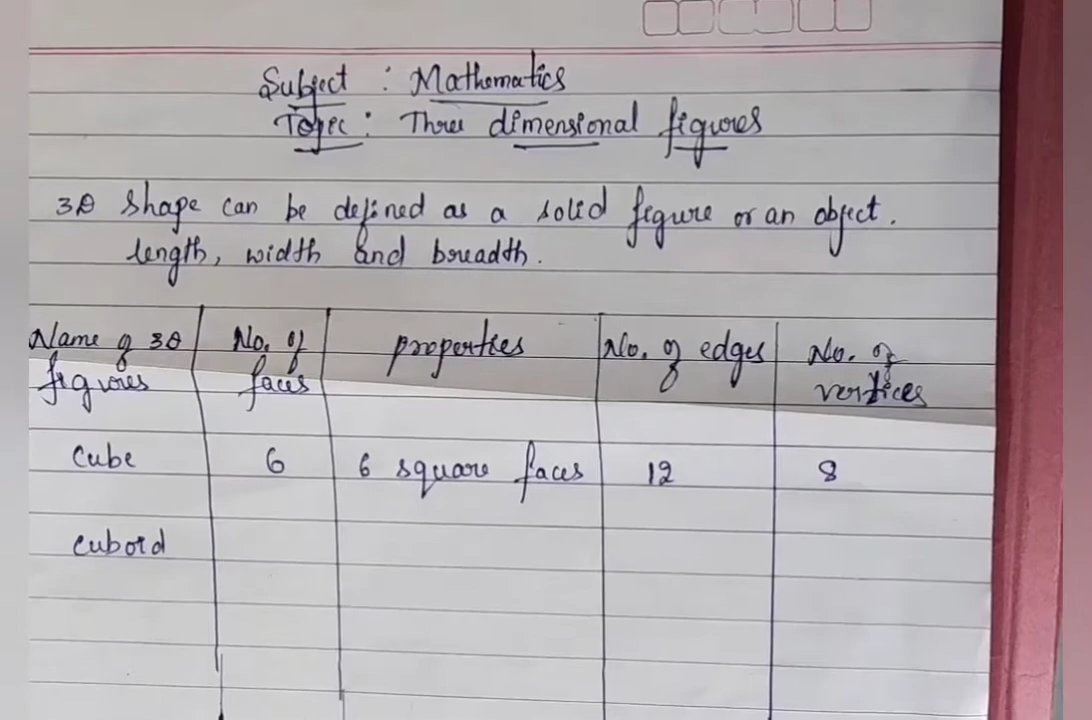 Subject : Mathematics
Topic : Three dimensional figures
3D shape can be defined as a solid figure or an object.
length, width and breadth.
Name of 3D figures No. of faces properties No. of edges No. of vertices
Cube 6 6 square faces 12 8
Cuboid